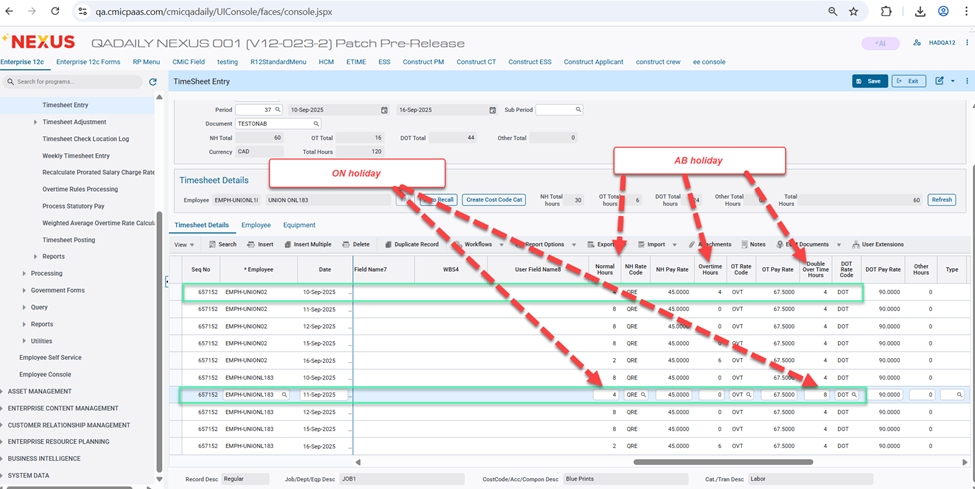 qa.cmicpaas.com/cmicqadaily/UIConsole/faces/console.jspx
NEXUS QADAILY NEXUS 001 (V12-023-2) Patch Pre-Release AI HADQA12
Enterprise 12c Enterprise 12c Forms RP Menu CMiC Field testing R12StandardMenu HCM ETIME ESS Construct PM Construct CT Construct ESS Construct Applicant construct crew ee console
Search for programs...
TimeSheet Entry Save Exit
Timesheet Entry
Timesheet Adjustment
Timesheet Check Location Log
Weekly Timesheet Entry
Recalculate Prorated Salary Charge Rate
Overtime Rules Processing
Process Statutory Pay
Weighted Average Overtime Rate Calcula
Timesheet Posting
Reports
Processing
Government Forms
Query
Reports
Utilities
Employee Self Service
Employee Console
ASSET MANAGEMENT
ENTERPRISE CONTENT MANAGEMENT
CUSTOMER RELATIONSHIP MANAGEMENT
ENTERPRISE RESOURCE PLANNING
BUSINESS INTELLIGENCE
SYSTEM DATA
Period 37 10-Sep-2025 16-Sep-2025 Sub Period
Document TESTONAB
NH Total 60 OT Total 16 DOT Total 44 Other Total 0
Currency CAD Total Hours 120
ON holiday
AB holiday
Timesheet Details
Employee EMPH-UNIONL1 UNION ONL183 Recall Create Cost Code Cat NH Total hours 30 OT Total hours 6 DOT Total hours 24 Other Total Hours Total Hours 60 Refresh
Timesheet Details Employee Equipment
View Search Insert Insert Multiple Delete Duplicate Record Workflows Report Options Export Import Attachments Notes Documents User Extensions
Seq No * Employee Date Field Name7 WBS4 User Field Name8 Normal Hours NH Rate Code NH Pay Rate Overtime Hours OT Rate Code OT Pay Rate Double Over Time Hours DOT Rate Code DOT Pay Rate Other Hours Type
657152 EMPH-UNION02 10-Sep-2025 ... QRE 45.0000 4 OVT 67.5000 4 DOT 90.0000 0
657152 EMPH-UNION02 11-Sep-2025 ... 8 QRE 45.0000 0 OVT 67.5000 4 DOT 90.0000 0
657152 EMPH-UNION02 12-Sep-2025 ... 8 QRE 45.0000 0 OVT 67.5000 4 DOT 90.0000 0
657152 EMPH-UNION02 15-Sep-2025 ... 8 QRE 45.0000 OVT 67.5000 4 DOT 90.0000 0
657152 EMPH-UNION02 16-Sep-2025 ... 2 QRE 45.0000 6 OVT 4 DOT 90.0000 0
657152 EMPH-UNIONL183 10-Sep-2025 ... 8 QRE 45.0000 0 OVT 67.5000 DOT 90.0000 0
657152 EMPH-UNIONL183 11-Sep-2025 ... 4 QRE 45.0000 0 OVT 67.5000 8 DOT 90.0000 0
657152 EMPH-UNIONL183 12-Sep-2025 ... 8 QRE 45.0000 0 OVT 67.5000 4 DOT 90.0000 0
657152 EMPH-UNIONL183 15-Sep-2025 ... 8 QRE 45.0000 0 OVT 67.5000 4 DOT 90.0000 0
657152 EMPH-UNIONL183 16-Sep-2025 ... 2 QRE 45.0000 6 OVT 67.5000 4 DOT 90.0000 0
Record Desc Regular Job/Dept/Eqp Desc JOB1 CostCode/Acc/Compon Desc Blue Prints Cat./Tran Desc Labor